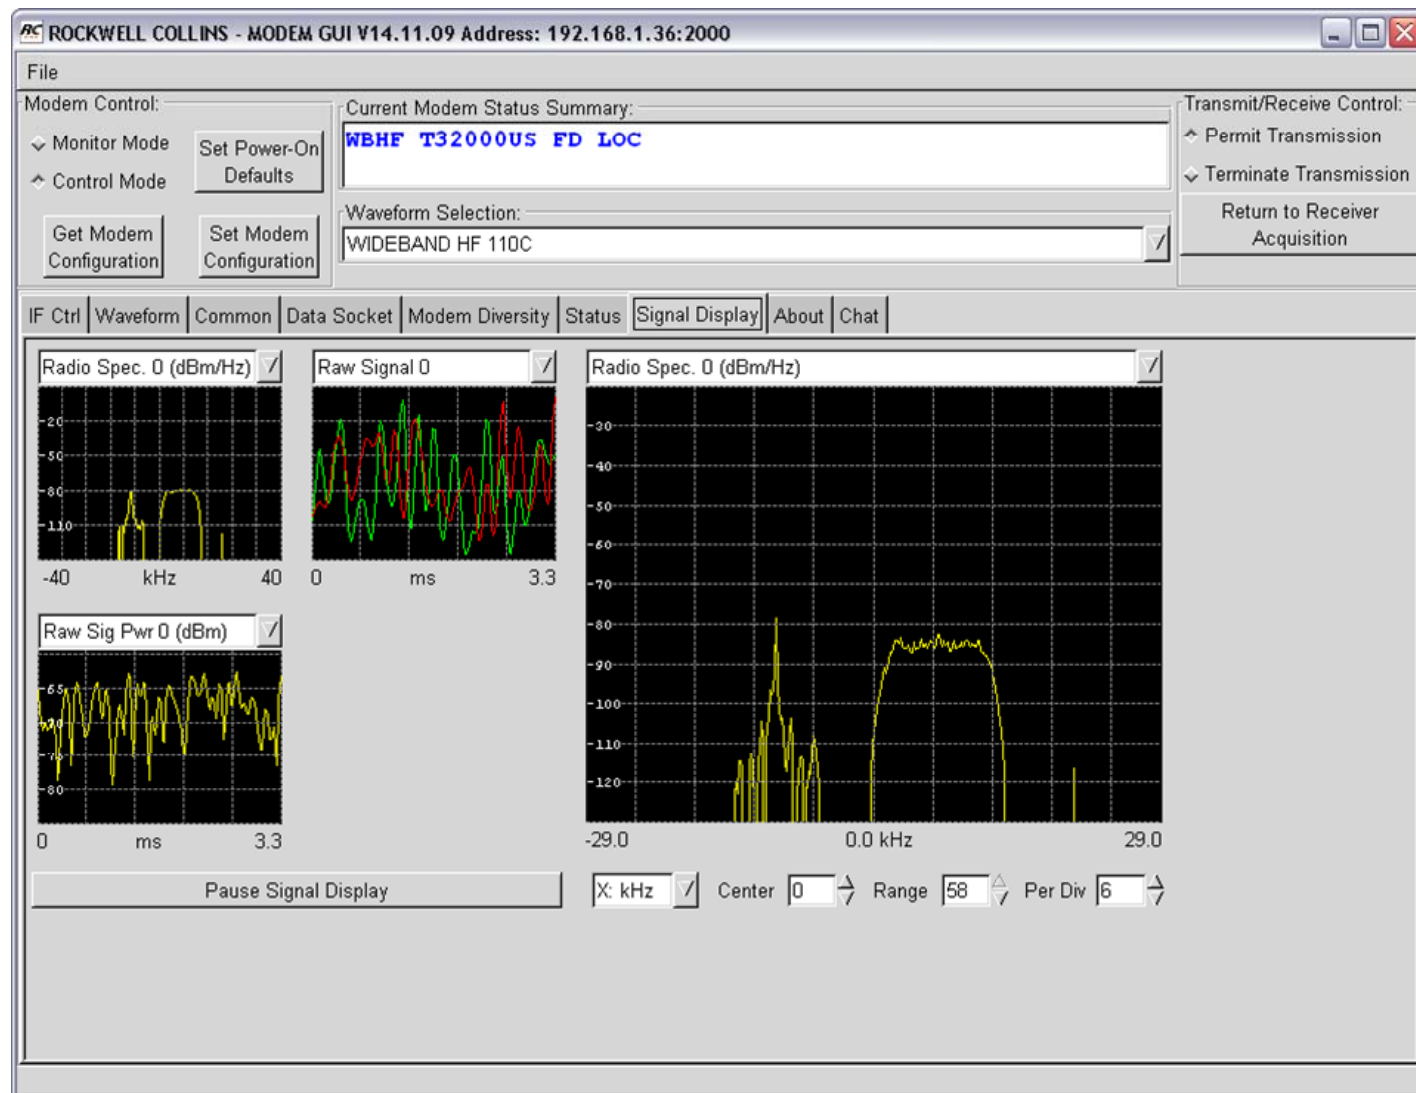 RC ROCKWELL COLLINS - MODEM GUI V14.11.09 Address: 192.168.1.36:2000
File
Modem Control:
Monitor Mode
Control Mode
Set Power-On
Defaults
Get Modem
Configuration
Set Modem
Configuration
Current Modem Status Summary:
WBHF T32000US FD LOC
Waveform Selection:
WIDEBAND HF 110C
Transmit/Receive Control:
Permit Transmission
Terminate Transmission
Return to Receiver
Acquisition
IF Ctrl Waveform Common Data Socket Modem Diversity Status Signal Display About Chat
Radio Spec. 0 (dBm/Hz)
-20
-50
-80
-110
-40 kHz 40
Raw Signal 0
0 ms 3.3
Raw Sig Pwr 0 (dBm)
-65
-70
-75
-80
0 ms 3.3
Pause Signal Display
Radio Spec. 0 (dBm/Hz)
-30
-40
-50
-60
-70
-80
-90
-100
-110
-120
-29.0 0.0 kHz 29.0
X: kHz Center 0 Range 58 Per Div 6